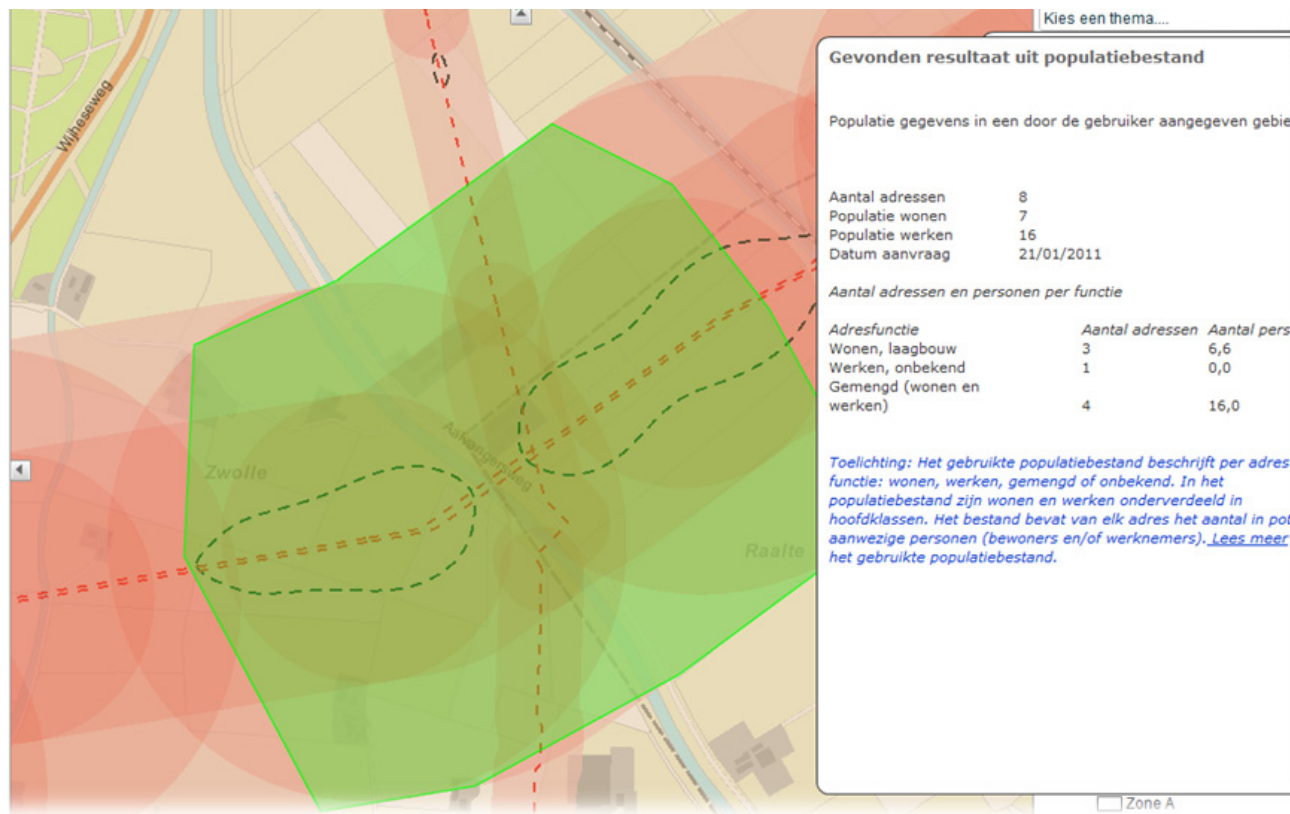 Kies een thema....
Gevonden resultaat uit populatiebestand
Populatie gegevens in een door de gebruiker aangegeven gebie
Aantal adressen 8
Populatie wonen 7
Populatie werken 16
Datum aanvraag 21/01/2011
Aantal adressen en personen per functie
Adresfunctie Aantal adressen Aantal pers
Wonen, laagbouw 3 6,6
Werken, onbekend 1 0,0
Gemengd (wonen en
werken) 4 16,0
Toelichting: Het gebruikte populatiebestand beschrijft per adres
functie: wonen, werken, gemengd of onbekend. In het
populatiebestand zijn wonen en werken onderverdeeld in
hoofdklassen. Het bestand bevat van elk adres het aantal in pot
aanwezige personen (bewoners en/of werknemers). Lees meer
het gebruikte populatiebestand.
Zone A
Wijheseweg
Zwolle
Aalvangersweg
Raalte